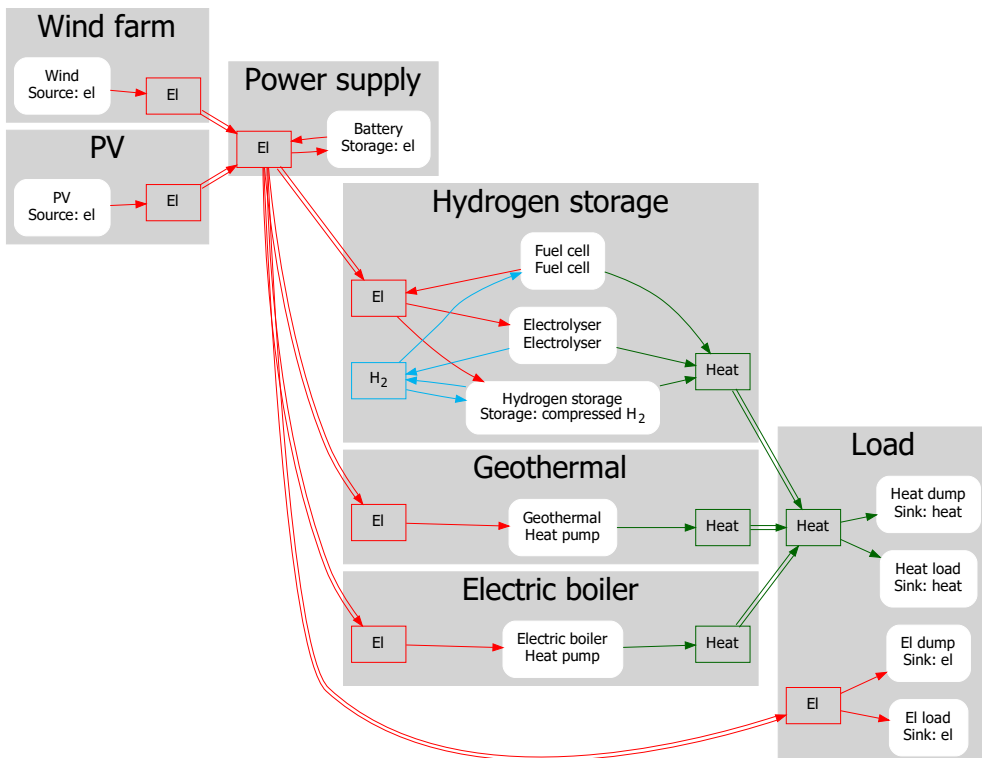 Wind farm
Wind
Source: el
El
Power supply
El
Battery
Storage: el
PV
PV
Source: el
El
Hydrogen storage
Fuel cell
Fuel cell
El
Electrolyser
Electrolyser
H2
Heat
Hydrogen storage
Storage: compressed H2
Geothermal
El
Geothermal
Heat pump
Heat
Electric boiler
El
Electric boiler
Heat pump
Heat
Load
Heat
Heat dump
Sink: heat
Heat load
Sink: heat
El
El dump
Sink: el
El load
Sink: el